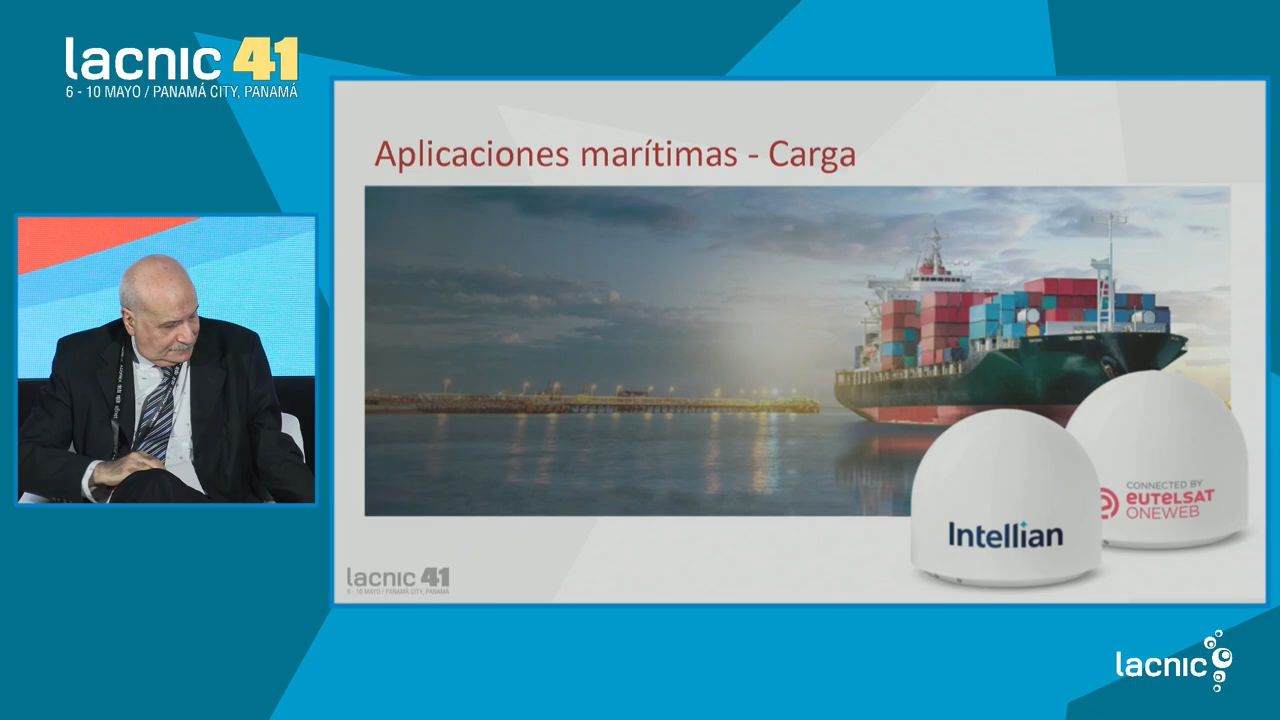 lacnic 41
6 - 10 MAYO / PANAMÁ CITY, PANAMÁ
Aplicaciones marítimas - Carga
CONNECTED BY
eutelsat
ONEWEB
Intellian
lacnic 41
6 - 10 MAYO / PANAMÁ CITY, PANAMÁ
lacnic